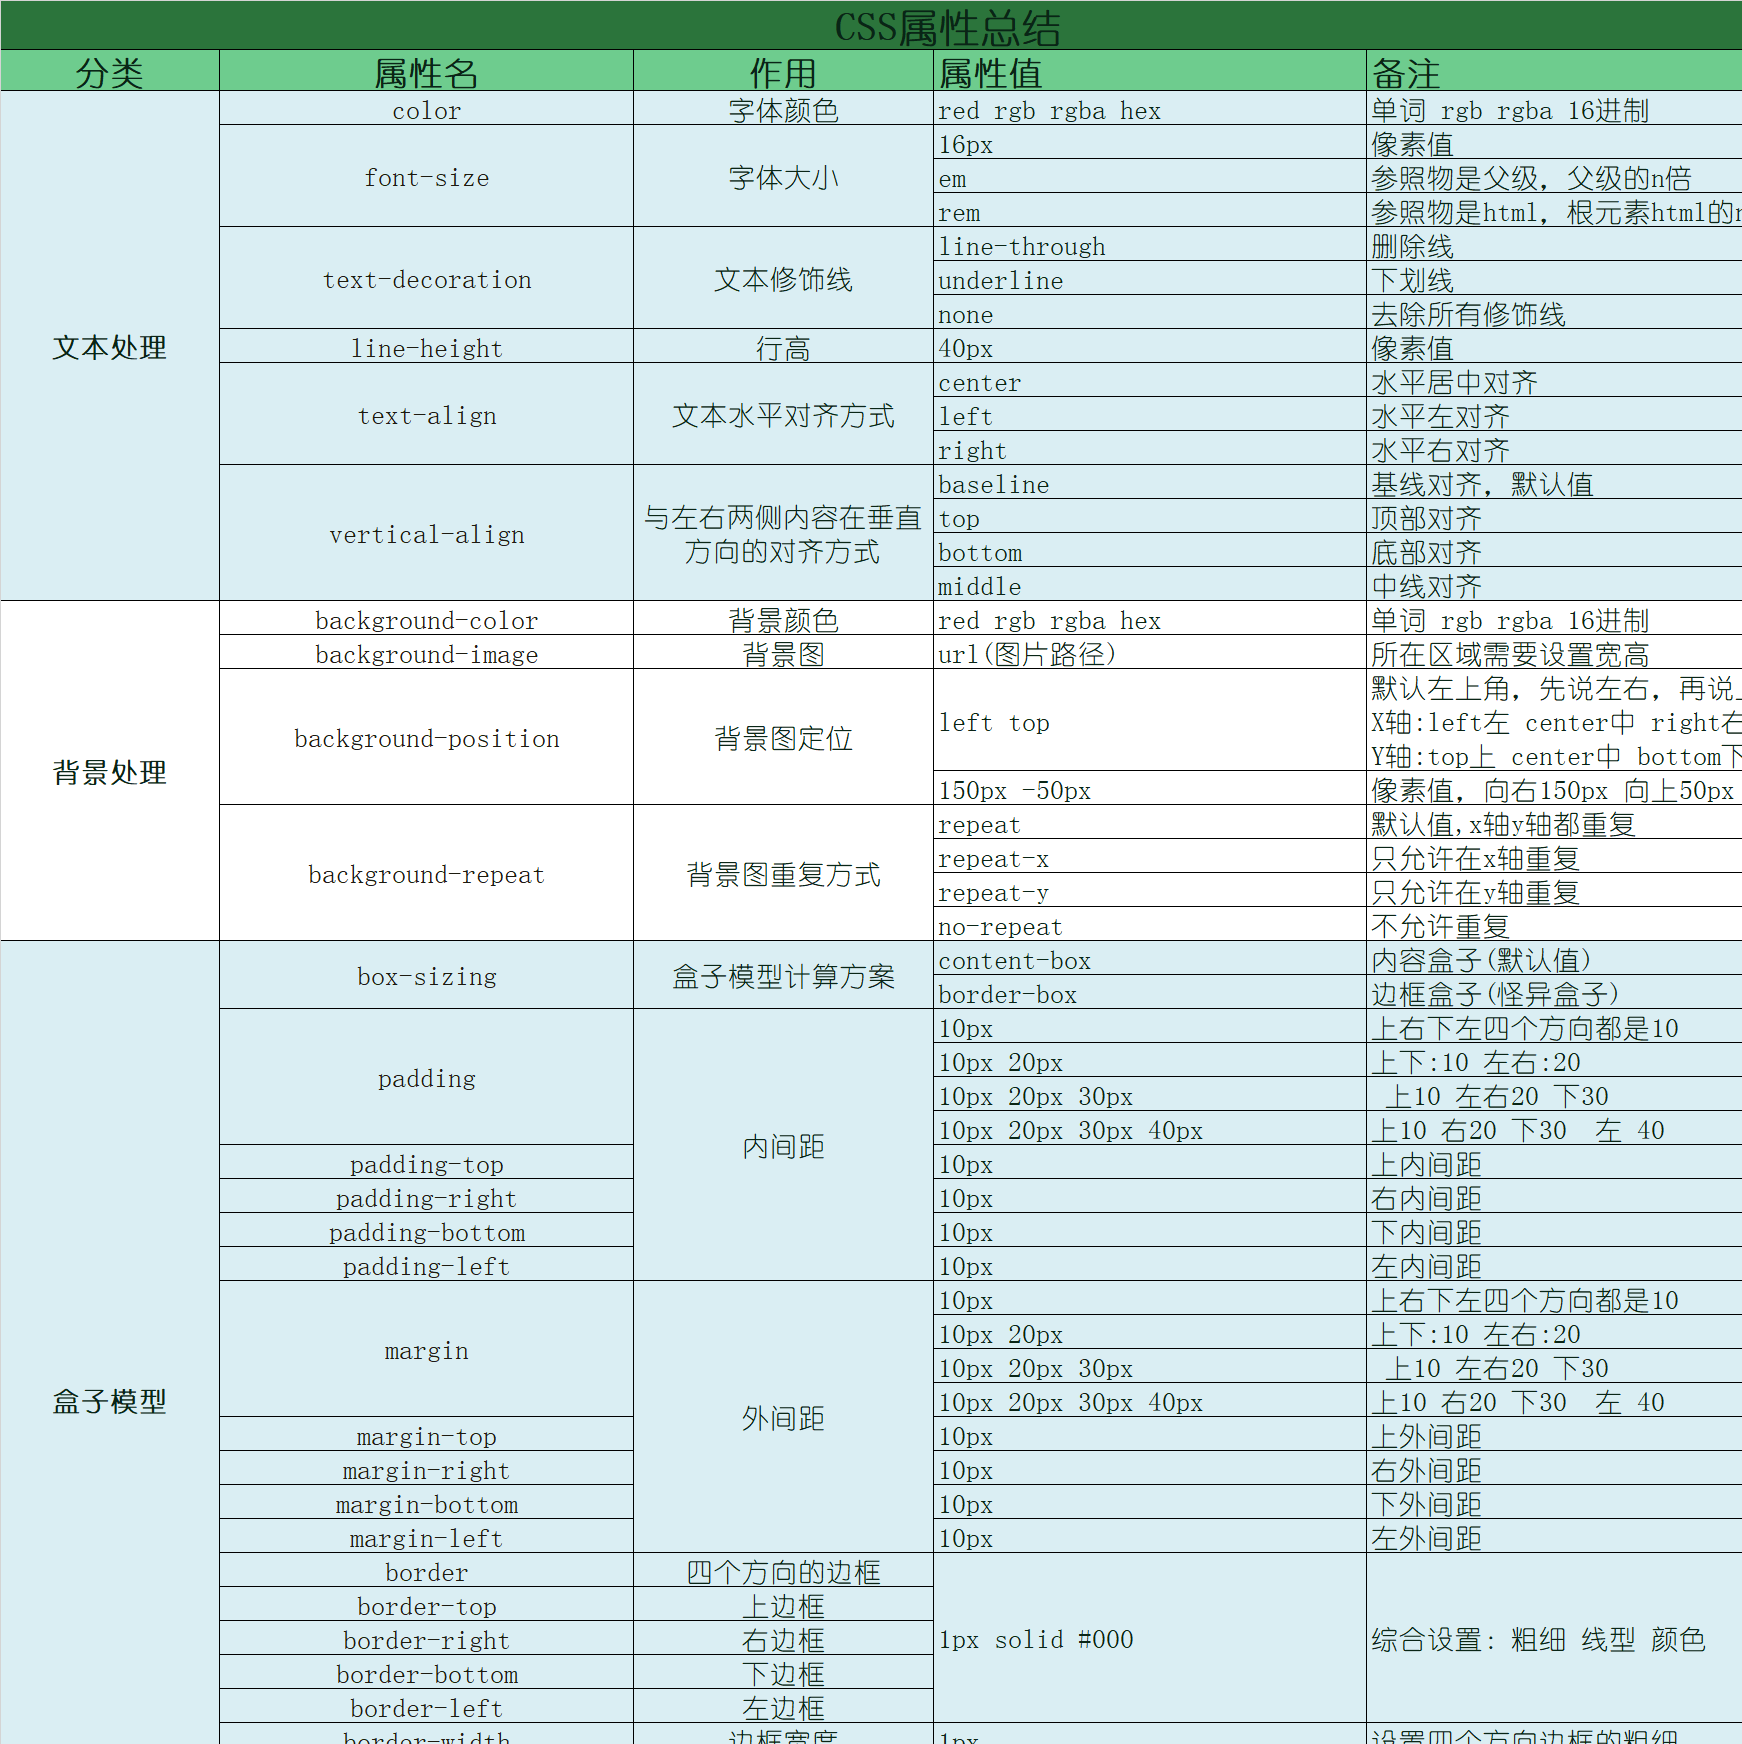 CSS属性总结
分类 属性名 作用 属性值 备注
文本处理
color 字体颜色 red rgb rgba hex 单词 rgb rgba 16进制
font-size 字体大小
16px 像素值
em 参照物是父级，父级的n倍
rem 参照物是html，根元素html的
text-decoration 文本修饰线
line-through 删除线
underline 下划线
none 去除所有修饰线
line-height 行高 40px 像素值
text-align 文本水平对齐方式
center 水平居中对齐
left 水平左对齐
right 水平右对齐
vertical-align 与左右两侧内容在垂直
方向的对齐方式
baseline 基线对齐，默认值
top 顶部对齐
bottom 底部对齐
middle 中线对齐
背景处理
background-color 背景颜色 red rgb rgba hex 单词 rgb rgba 16进制
background-image 背景图 url(图片路径) 所在区域需要设置宽高
background-position 背景图定位
left top 默认左上角，先说左右，再说
X轴:left左 center中 right右
Y轴:top上 center中 bottom下
150px -50px 像素值，向右150px 向上50px
background-repeat 背景图重复方式
repeat 默认值,x轴y轴都重复
repeat-x 只允许在x轴重复
repeat-y 只允许在y轴重复
no-repeat 不允许重复
盒子模型
box-sizing 盒子模型计算方案
content-box 内容盒子(默认值)
border-box 边框盒子(怪异盒子)
padding 内间距
10px 上右下左四个方向都是10
10px 20px 上下:10 左右:20
10px 20px 30px 上10 左右20 下30
10px 20px 30px 40px 上10 右20 下30  左 40
padding-top 10px 上内间距
padding-right 10px 右内间距
padding-bottom 10px 下内间距
padding-left 10px 左内间距
margin 外间距
10px 上右下左四个方向都是10
10px 20px 上下:10 左右:20
10px 20px 30px 上10 左右20 下30
10px 20px 30px 40px 上10 右20 下30  左 40
margin-top 10px 上外间距
margin-right 10px 右外间距
margin-bottom 10px 下外间距
margin-left 10px 左外间距
border 四个方向的边框
border-top 上边框
border-right 右边框 1px solid #000 综合设置: 粗细 线型 颜色
border-bottom 下边框
border-left 左边框
border-width 边框宽度 1px 设置四个方向边框的粗细